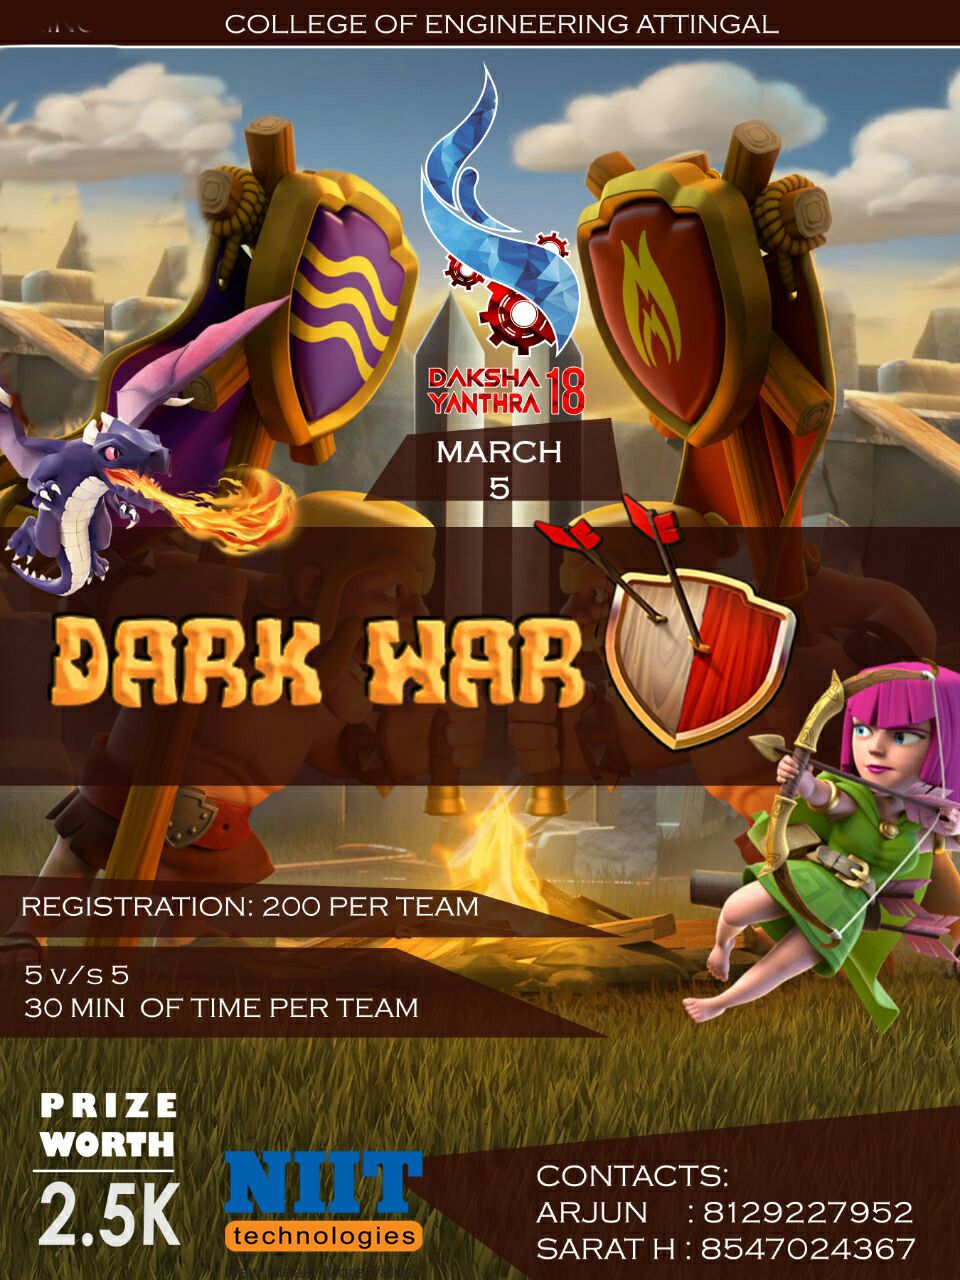 COLLEGE OF ENGINEERING ATTINGAL
DAKSHA
YANTHRA 18
MARCH
5
DARK WAR
REGISTRATION: 200 PER TEAM
5 v/s 5
30 MIN OF TIME PER TEAM
PRIZE
WORTH
2.5K
NIIT
technologies
CONTACTS:
ARJUN : 8129227952
SARAT H : 8547024367